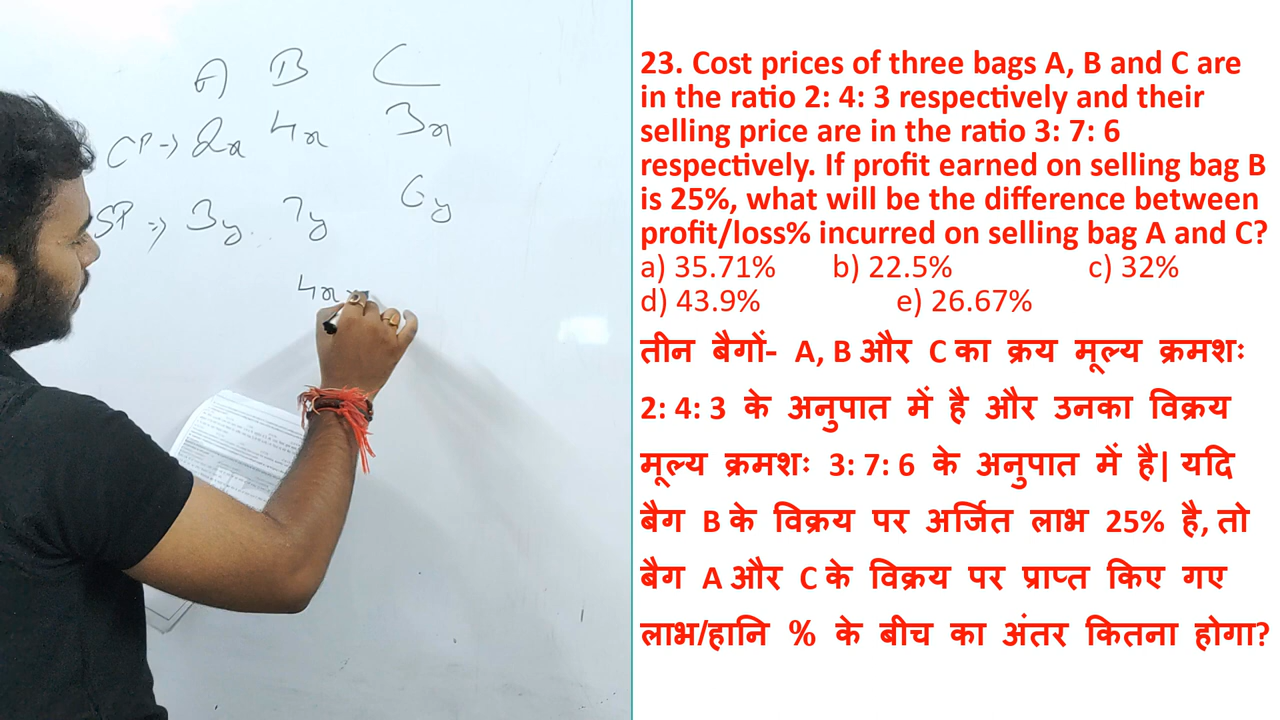 A B C
CP → 2x 4x 3x
SP ⇒ 3y 7y 6y
4x
23. Cost prices of three bags A, B and C are
in the ratio 2: 4: 3 respectively and their
selling price are in the ratio 3: 7: 6
respectively. If profit earned on selling bag B
is 25%, what will be the difference between
profit/loss% incurred on selling bag A and C?
a) 35.71% b) 22.5% c) 32%
d) 43.9% e) 26.67%
तीन बैगों- A, B और C का क्रय मूल्य क्रमशः
2: 4: 3 के अनुपात में है और उनका विक्रय
मूल्य क्रमशः 3: 7: 6 के अनुपात में है| यदि
बैग B के विक्रय पर अर्जित लाभ 25% है, तो
बैग A और C के विक्रय पर प्राप्त किए गए
लाभ/हानि % के बीच का अंतर कितना होगा?